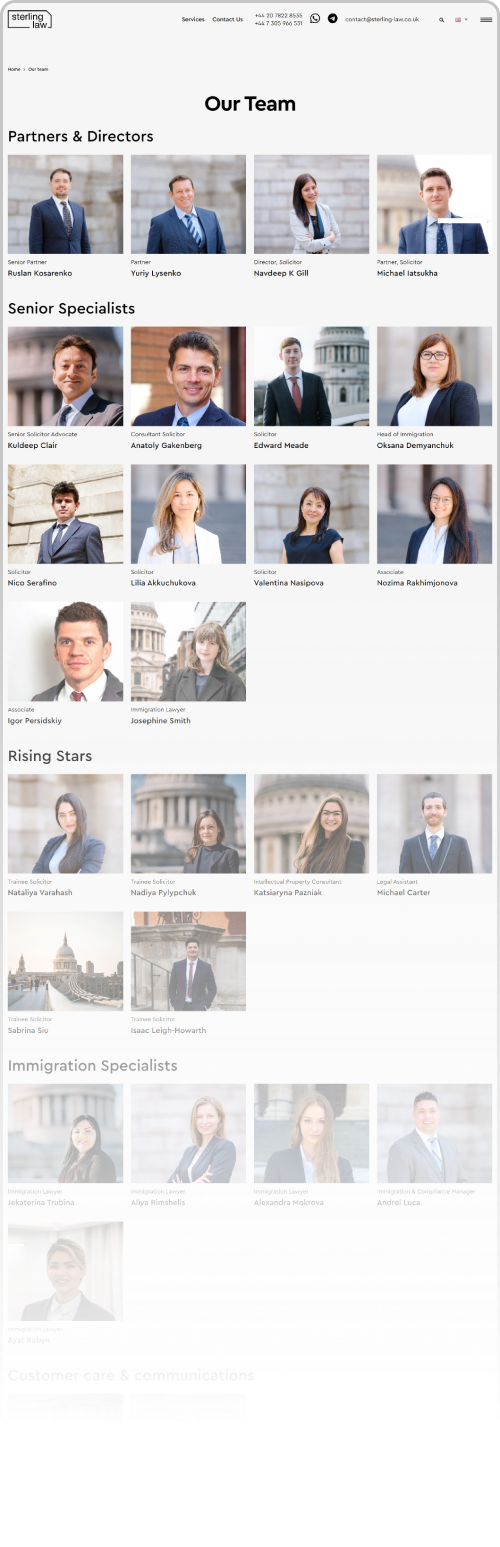 sterling
law
Services Contact Us +44 20 7822 8535 contact@sterling-law.co.uk
+44 7 305 966 531
Home > Our team
Our Team
Partners & Directors
Senior Partner Partner Director, Solicitor Partner, Solicitor
Ruslan Kosarenko Yuriy Lysenko Navdeep K Gill Michael Iatsukha
Senior Specialists
Senior Solicitor Advocate Consultant Solicitor Solicitor Head of Immigration
Kuldeep Clair Anatoly Gakenberg Edward Meade Oksana Demyanchuk
Solicitor Solicitor Solicitor Associate
Nico Serafino Lilia Akkuchukova Valentina Nasipova Nozima Rakhimjonova
Associate Immigration Lawyer
Igor Persidskiy Josephine Smith
Rising Stars
Trainee Solicitor Trainee Solicitor Intellectual Property Consultant Legal Assistant
Nataliya Varahash Nadiya Pylypchuk Katsiaryna Pazniak Michael Carter
Trainee Solicitor Trainee Solicitor
Sabrina Siu Isaac Leigh-Howarth
Immigration Specialists
Immigration Lawyer Immigration Lawyer Immigration Lawyer Immigration & Compliance Manager
Jekaterina Trubina Aliya Rimshelis Alexandra Mokrova Andrei Luca
Immigration Lawyer
Customer care & communications